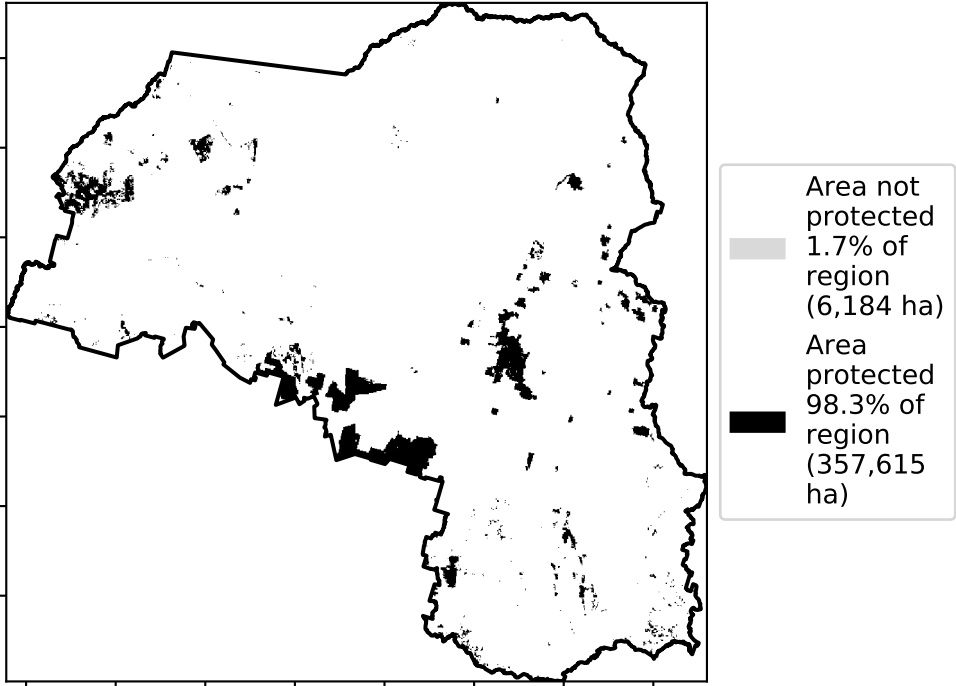 Area not
protected
1.7% of
region
(6,184 ha)
Area
protected
98.3% of
region
(357,615
ha)